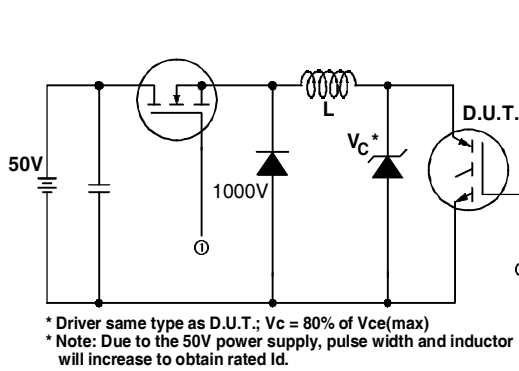 L
D.U.T.
VC*
50V
1000V
①
* Driver same type as D.U.T.; Vc = 80% of Vce(max)
* Note: Due to the 50V power supply, pulse width and inductor
will increase to obtain rated Id.